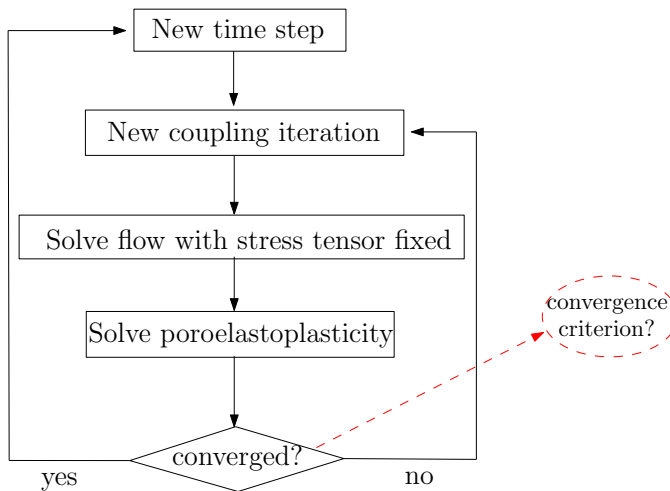 New time step
New coupling iteration
Solve flow with stress tensor fixed
Solve poroelastoplasticity
convergence
criterion?
converged?
yes
no